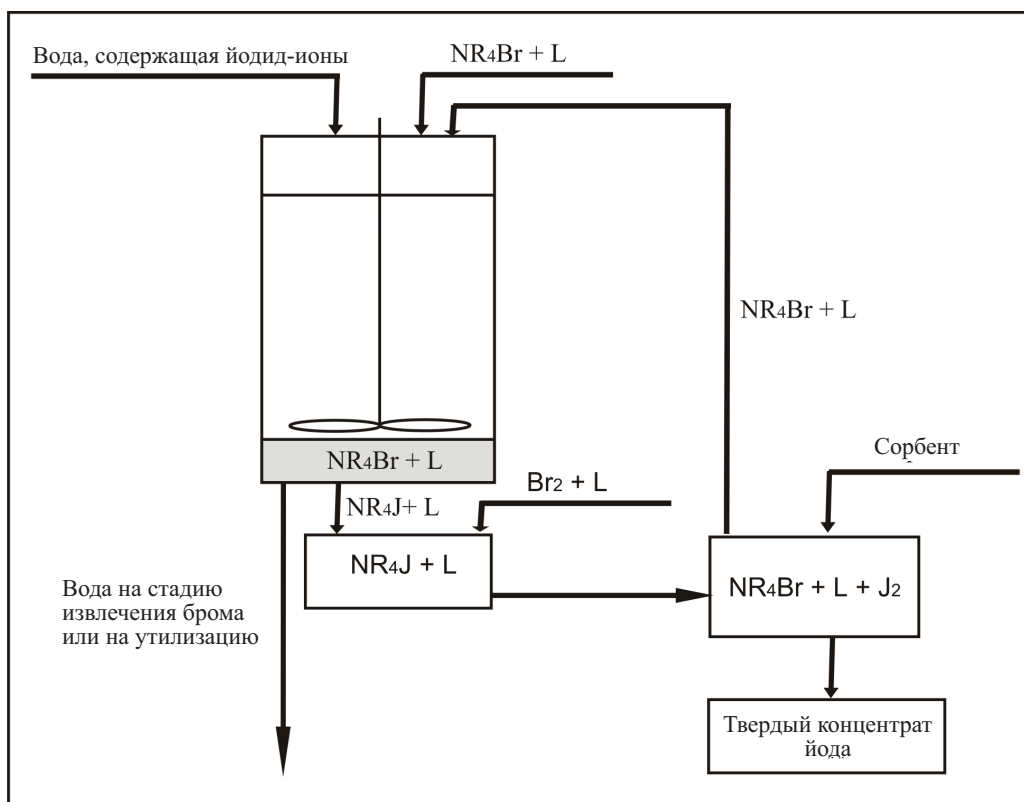 Вода, содержащая йодид-ионы
NR4Br + L
NR4Br + L
Сорбент
NR4Br + L
Br2 + L
NR4J+ L
NR4J + L
NR4Br + L + J2
Вода на стадию
извлечения брома
или на утилизацию
Твердый концентрат
йода